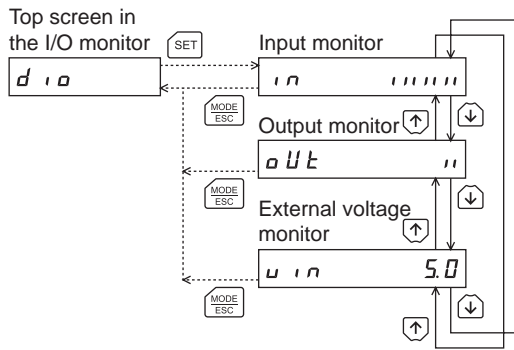 Top screen in
the I/O monitor
SET
Input monitor
d io
in
MODE
ESC
Output monitor
oUt
MODE
ESC
External voltage
monitor
u in 5.0
MODE
ESC